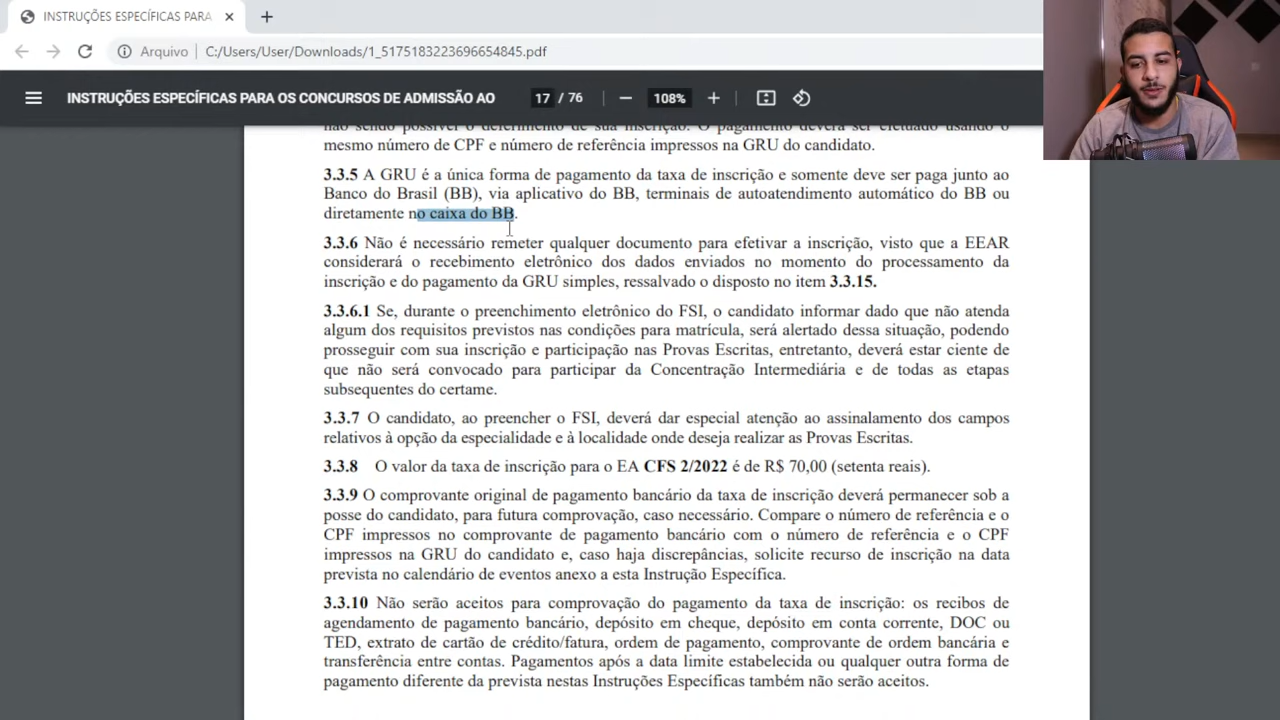 INSTRUÇÕES ESPECÍFICAS PARA
Arquivo C:/Users/User/Downloads/1_5175183223696654845.pdf
INSTRUÇÕES ESPECÍFICAS PARA OS CONCURSOS DE ADMISSÃO AO 17 / 76 108%
não sendo possível o deferimento de sua inscrição. O pagamento deverá ser efetuado usando o
mesmo número de CPF e número de referência impressos na GRU do candidato.
3.3.5 A GRU é a única forma de pagamento da taxa de inscrição e somente deve ser paga junto ao
Banco do Brasil (BB), via aplicativo do BB, terminais de autoatendimento automático do BB ou
diretamente no caixa do BB.
3.3.6 Não é necessário remeter qualquer documento para efetivar a inscrição, visto que a EEAR
considerará o recebimento eletrônico dos dados enviados no momento do processamento da
inscrição e do pagamento da GRU simples, ressalvado o disposto no item 3.3.15.
3.3.6.1 Se, durante o preenchimento eletrônico do FSI, o candidato informar dado que não atenda
algum dos requisitos previstos nas condições para matrícula, será alertado dessa situação, podendo
prosseguir com sua inscrição e participação nas Provas Escritas, entretanto, deverá estar ciente de
que não será convocado para participar da Concentração Intermediária e de todas as etapas
subsequentes do certame.
3.3.7 O candidato, ao preencher o FSI, deverá dar especial atenção ao assinalamento dos campos
relativos à opção da especialidade e à localidade onde deseja realizar as Provas Escritas.
3.3.8 O valor da taxa de inscrição para o EA CFS 2/2022 é de R$ 70,00 (setenta reais).
3.3.9 O comprovante original de pagamento bancário da taxa de inscrição deverá permanecer sob a
posse do candidato, para futura comprovação, caso necessário. Compare o número de referência e o
CPF impressos no comprovante de pagamento bancário com o número de referência e o CPF
impressos na GRU do candidato e, caso haja discrepâncias, solicite recurso de inscrição na data
prevista no calendário de eventos anexo a esta Instrução Específica.
3.3.10 Não serão aceitos para comprovação do pagamento da taxa de inscrição: os recibos de
agendamento de pagamento bancário, depósito em cheque, depósito em conta corrente, DOC ou
TED, extrato de cartão de crédito/fatura, ordem de pagamento, comprovante de ordem bancária e
transferência entre contas. Pagamentos após a data limite estabelecida ou qualquer outra forma de
pagamento diferente da prevista nestas Instruções Específicas também não serão aceitos.